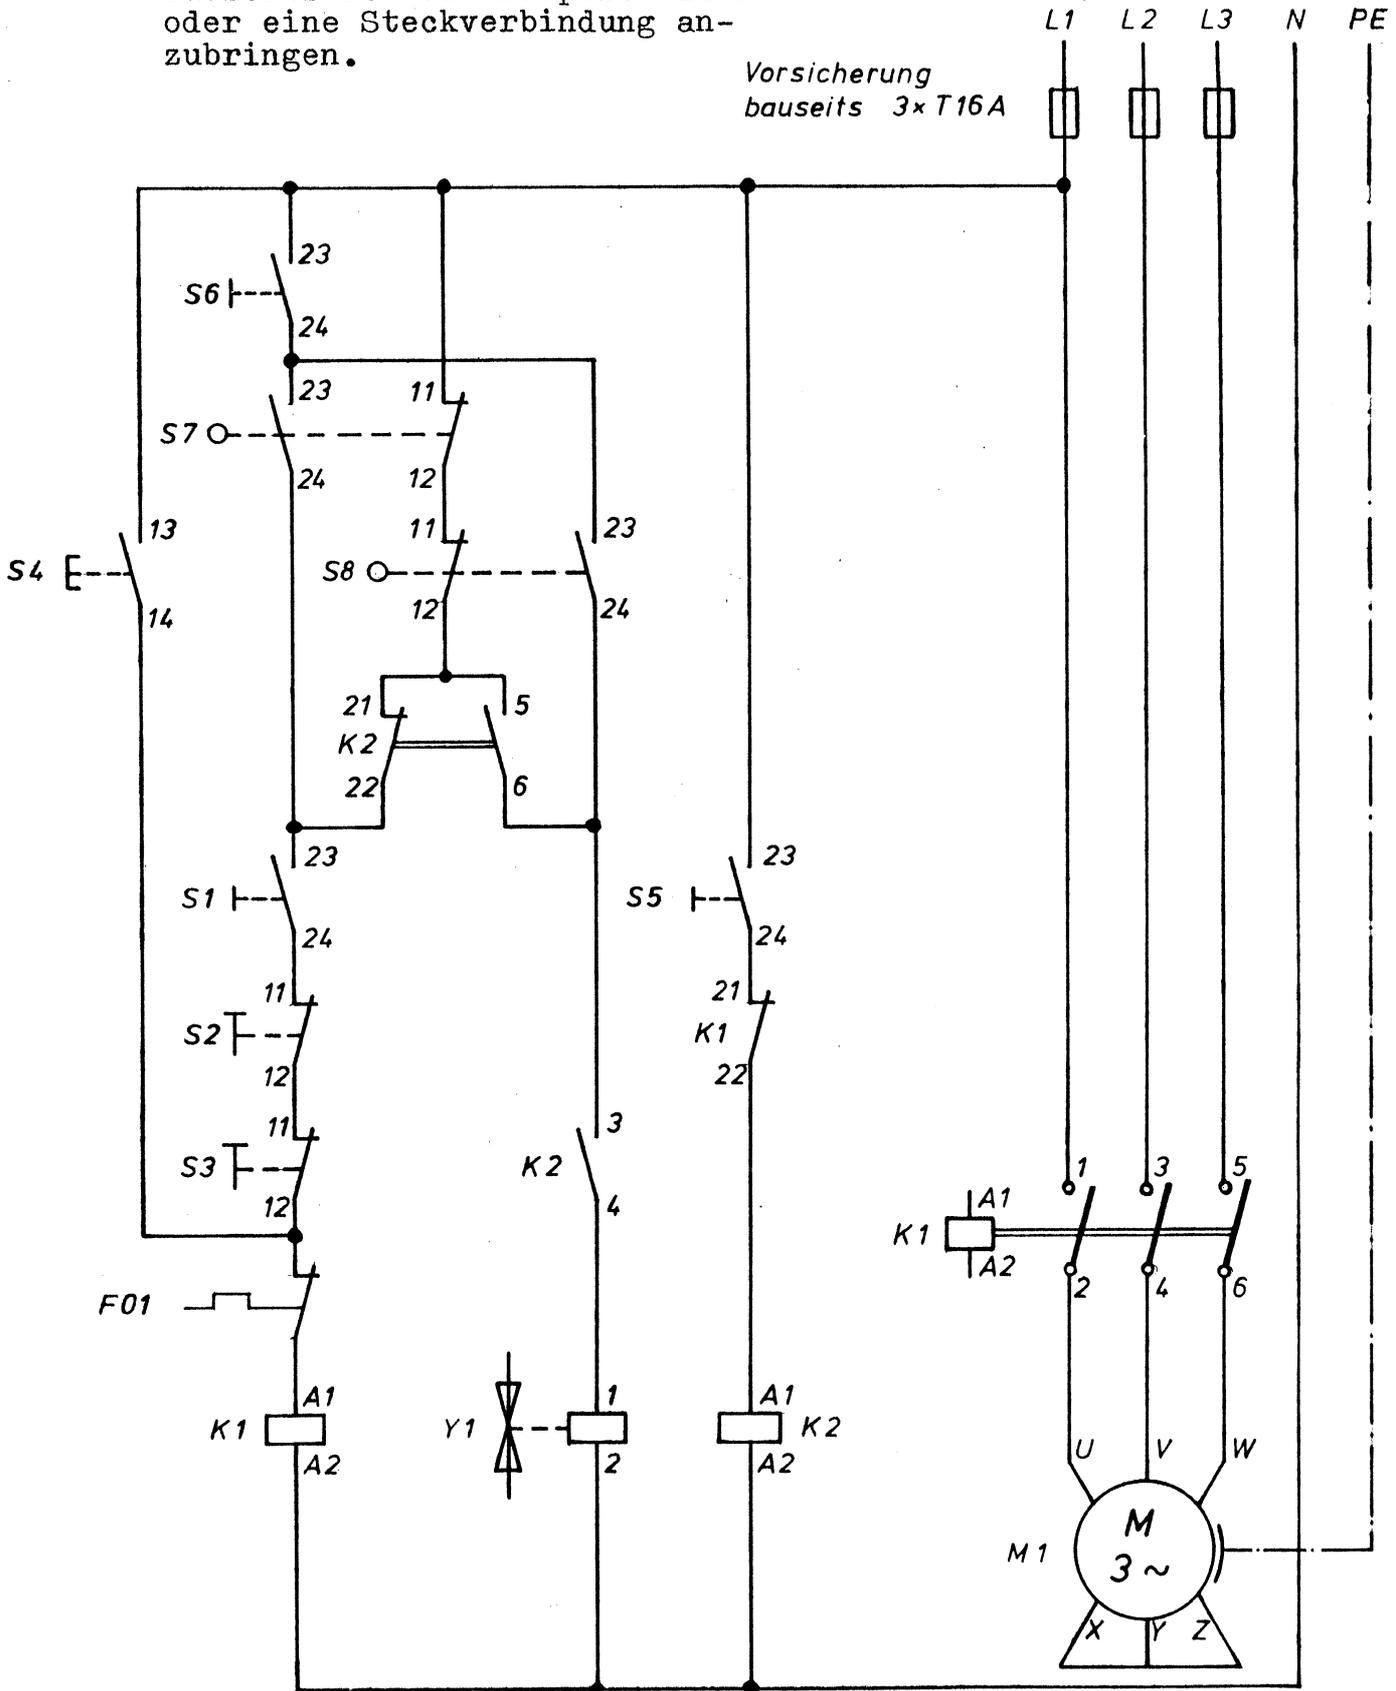 oder eine Steckverbindung an-
zubringen.
L1 L2 L3 N PE
Vorsicherung
bauseits 3x T16A
23
S6
24
23 11
S7
24 12
13 11 23
S4 S8
14 12 24
21 5
K2
22 6
23 23
S1 S5
24 24
11 21
S2 K1
12 22
11 3
S3 K2
12 4
1 3 5
A1
K1
A2
2 4 6
F01
A1 1 A1
K1 Y1 K2
A2 2 A2
U V W
M
M1 3~
X Y Z